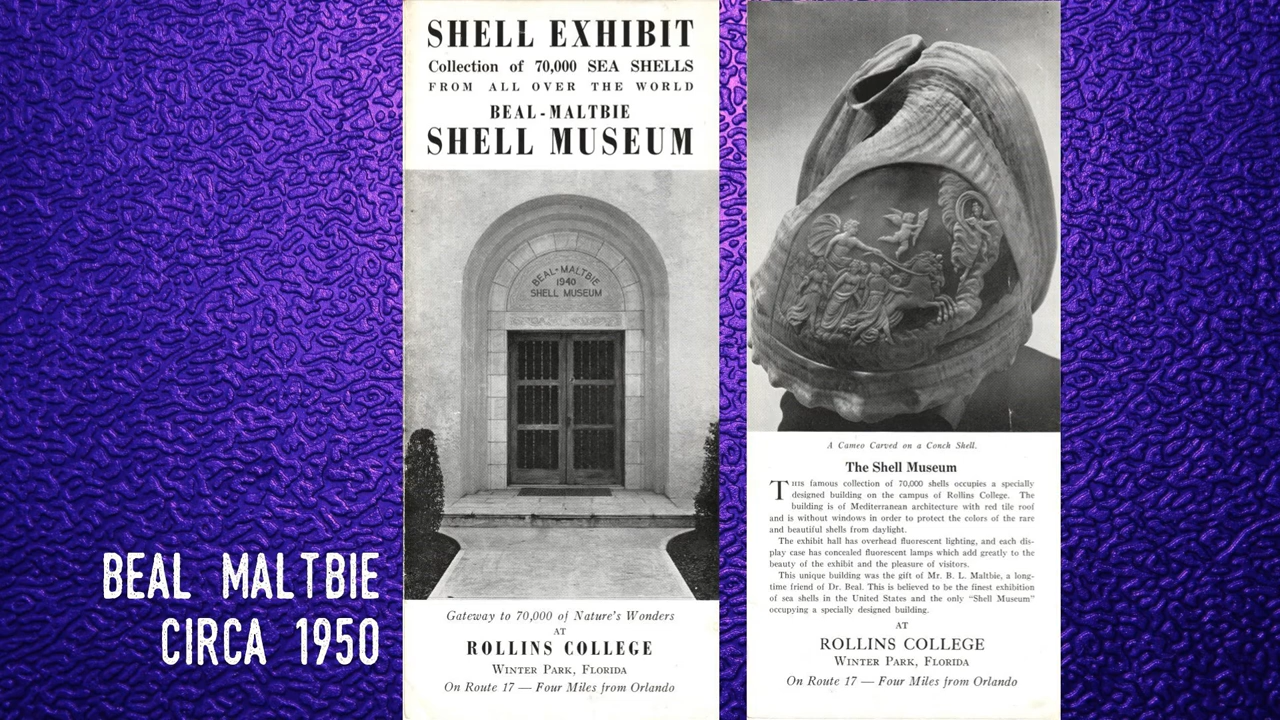 SHELL EXHIBIT
Collection of 70,000 SEA SHELLS
FROM ALL OVER THE WORLD
BEAL-MALTBIE
SHELL MUSEUM
BEAL-MALTBIE
1940
SHELL MUSEUM
Gateway to 70,000 of Nature's Wonders
AT
ROLLINS COLLEGE
WINTER PARK, FLORIDA
On Route 17 — Four Miles from Orlando
A Cameo Carved on a Conch Shell.
The Shell Museum
THIS famous collection of 70,000 shells occupies a specially
designed building on the campus of Rollins College. The
building is of Mediterranean architecture with red tile roof
and is without windows in order to protect the colors of the rare
and beautiful shells from daylight.
The exhibit hall has overhead fluorescent lighting, and each dis-
play case has concealed fluorescent lamps which add greatly to the
beauty of the exhibit and the pleasure of visitors.
This unique building was the gift of Mr. B. L. Maltbie, a long-
time friend of Dr. Beal. This is believed to be the finest exhibition
of sea shells in the United States and the only "Shell Museum"
occupying a specially designed building.
AT
ROLLINS COLLEGE
WINTER PARK, FLORIDA
On Route 17 — Four Miles from Orlando
BEAL MALTBIE
CIRCA 1950